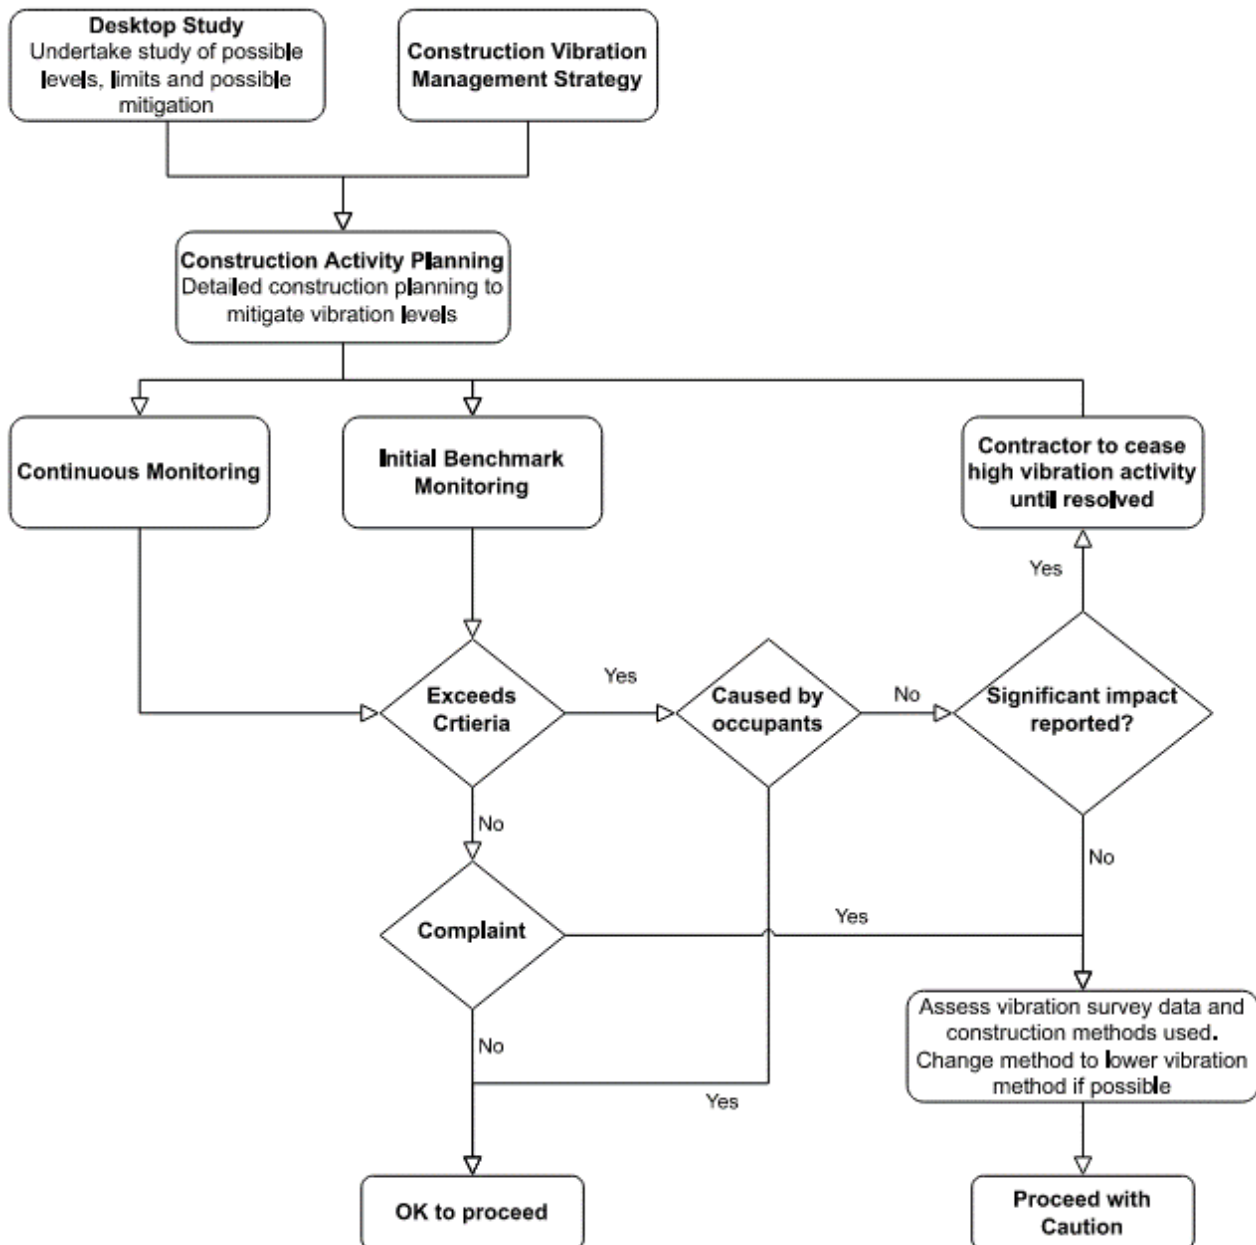 Desktop Study
Undertake study of possible
levels, limits and possible
mitigation
Construction Vibration
Management Strategy
Construction Activity Planning
Detailed construction planning to
mitigate vibration levels
Continuous Monitoring
Initial Benchmark
Monitoring
Contractor to cease
high vibration activity
until resolved
Yes
Exceeds
Crtieria
Yes
Caused by
occupants
No
Significant impact
reported?
No
No
Complaint
Yes
Assess vibration survey data and
construction methods used.
Change method to lower vibration
method if possible
No
Yes
OK to proceed
Proceed with
Caution